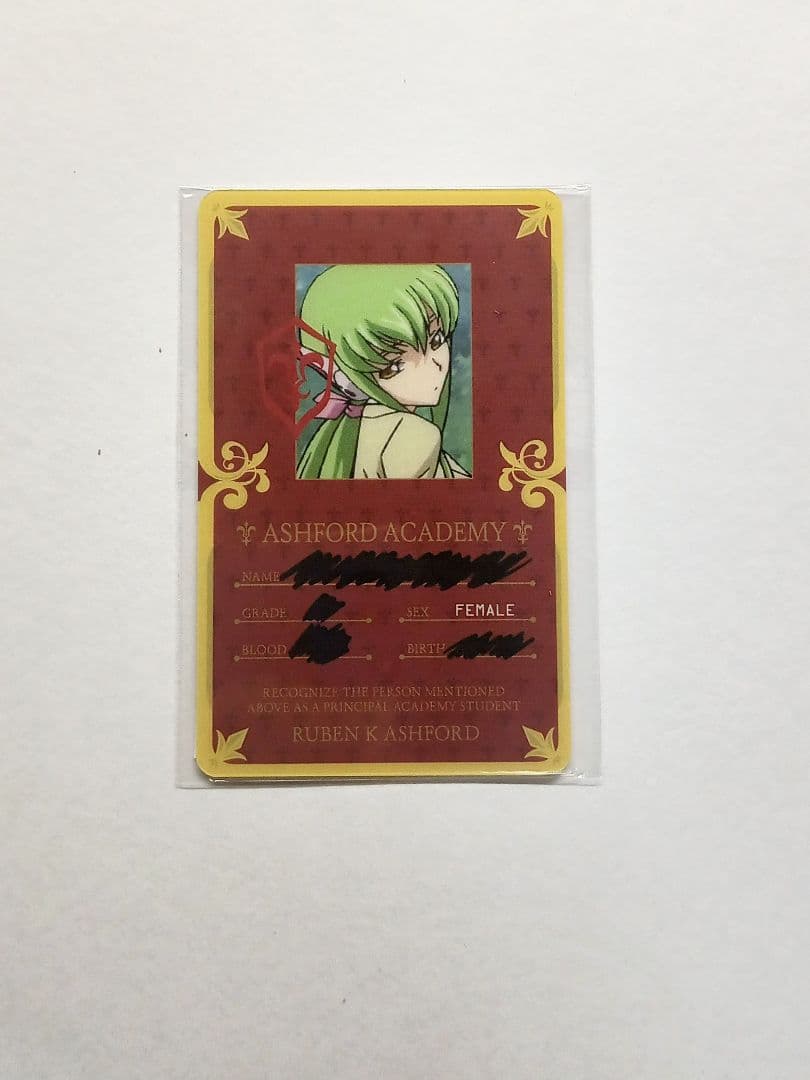 ASHFORD ACADEMY
NAME
GRADE SEX FEMALE
BLOOD BIRTH
RECOGNIZE THE PERSON MENTIONED
ABOVE AS A PRINCIPAL ACADEMY STUDENT
RUBEN K ASHFORD